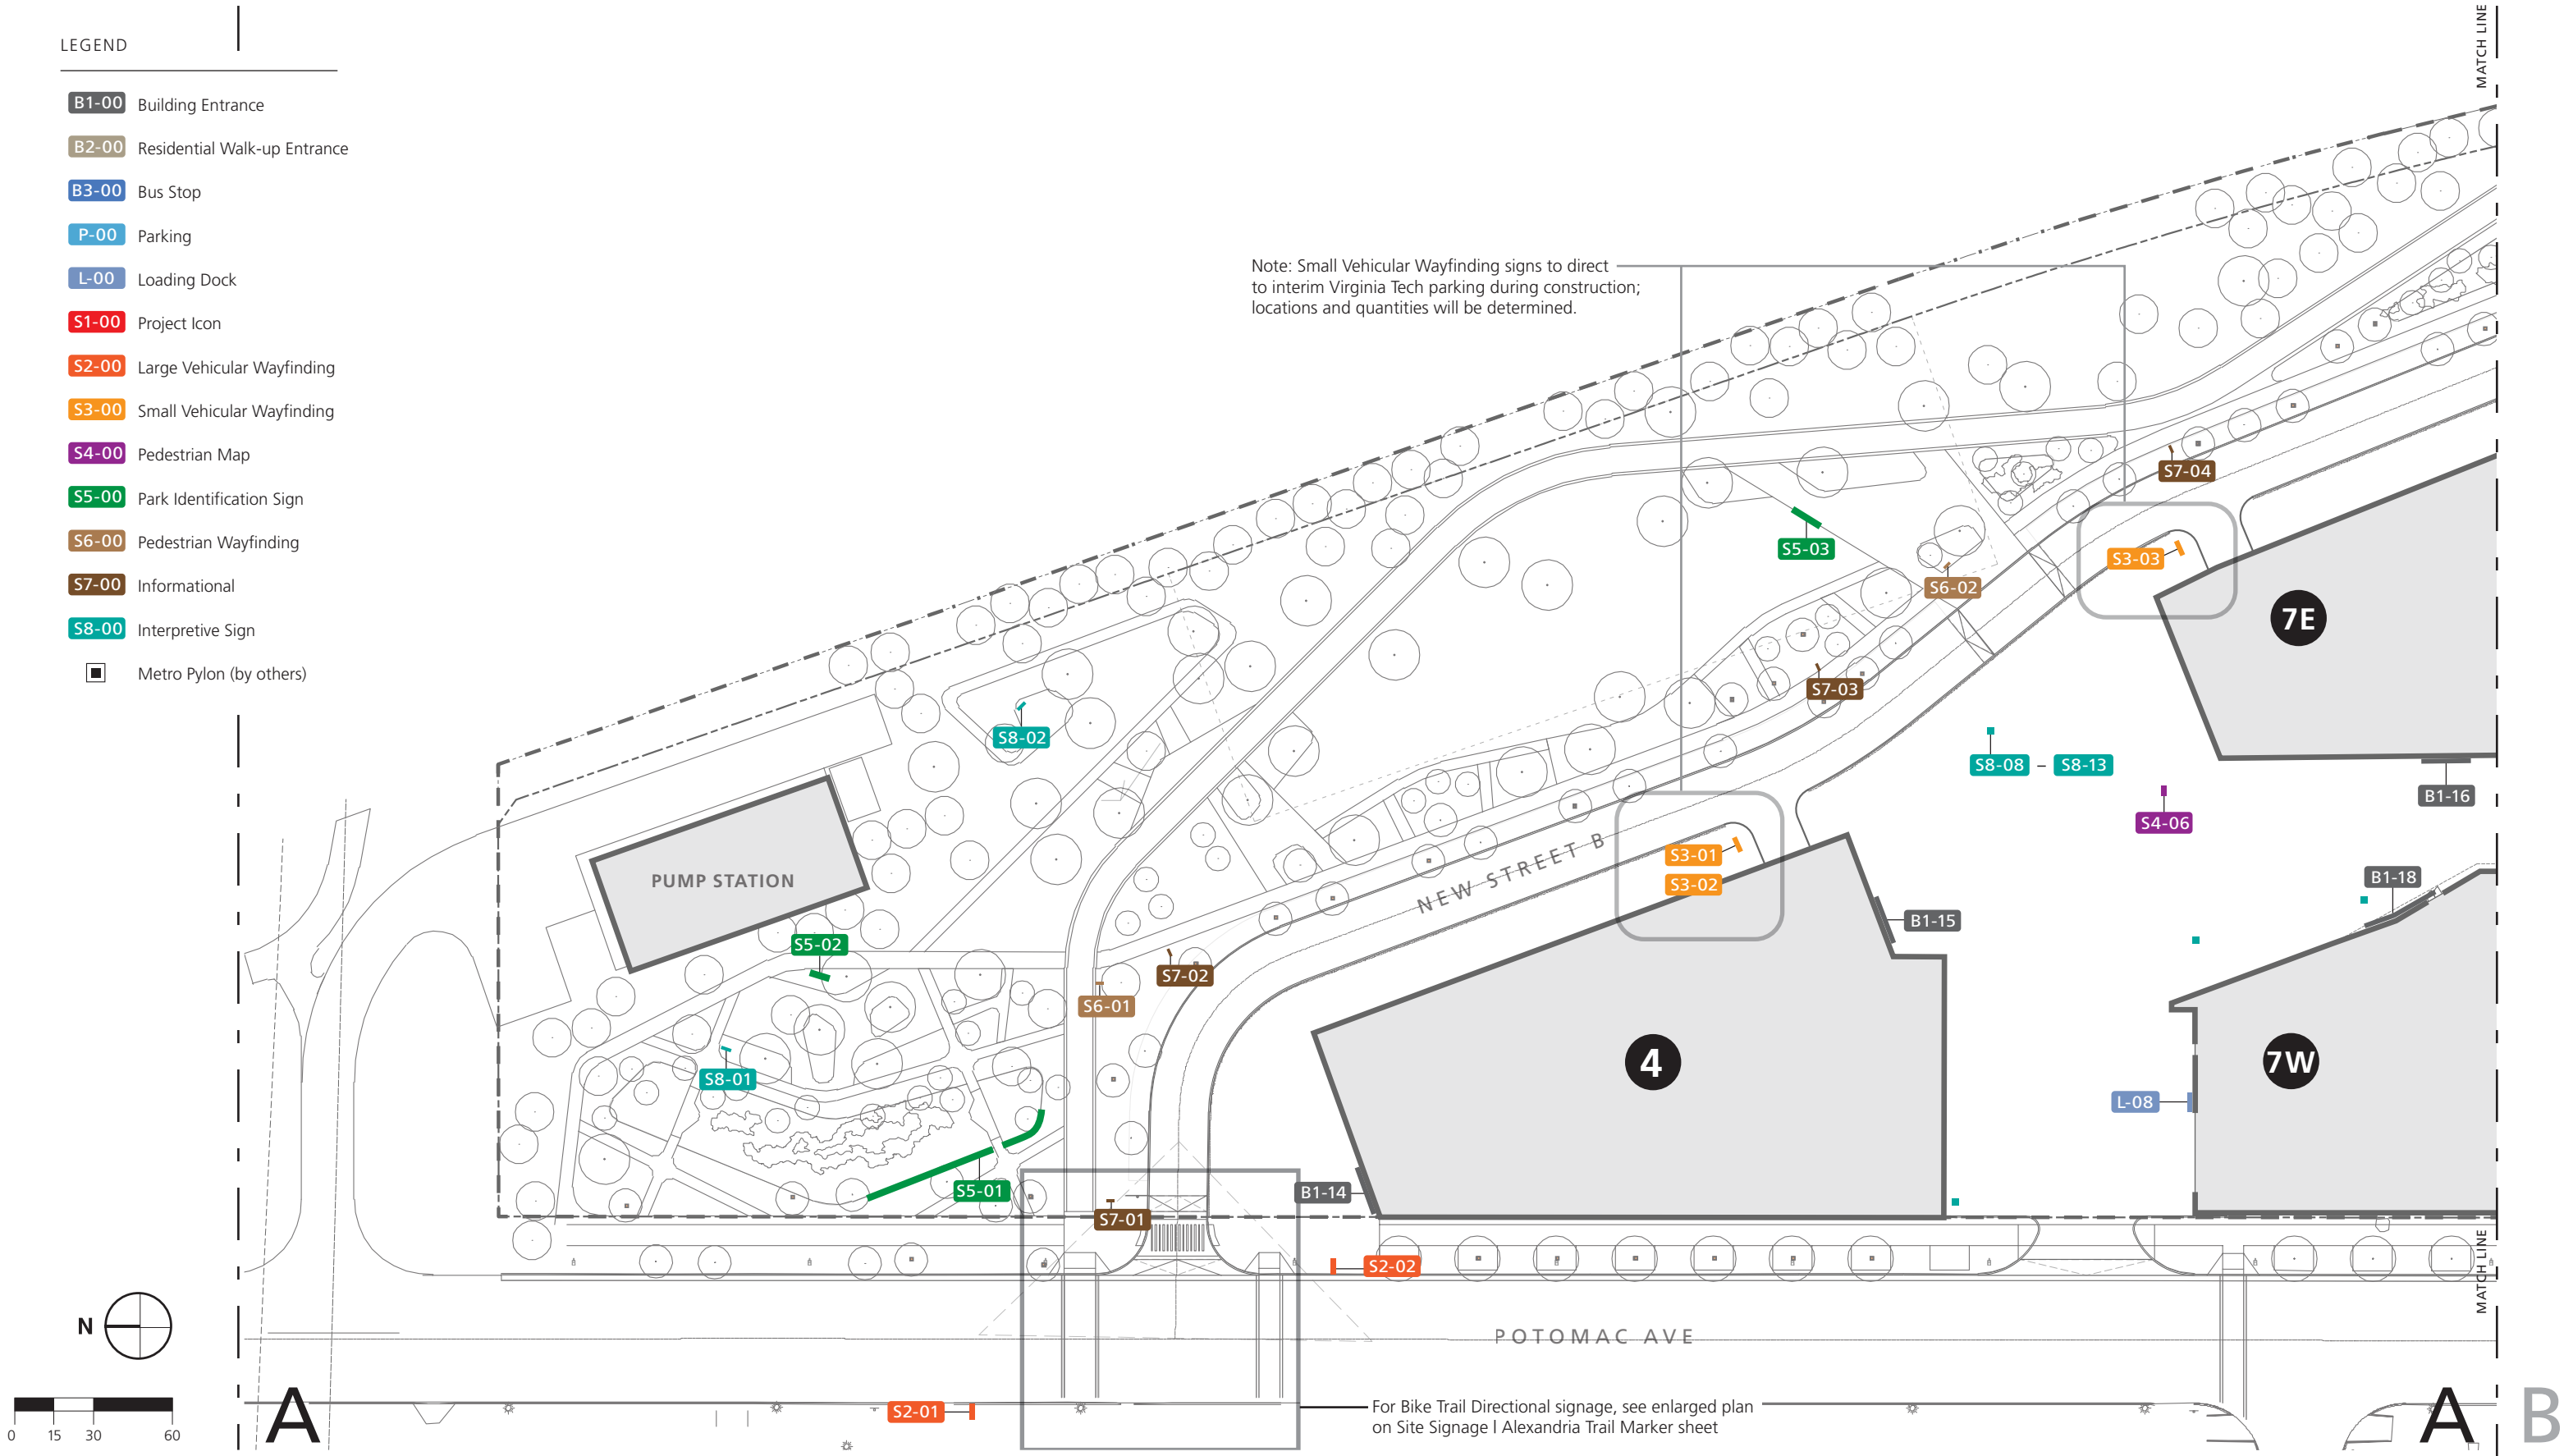 LEGEND
B1-00 Building Entrance
B2-00 Residential Walk-up Entrance
B3-00 Bus Stop
P-00 Parking
L-00 Loading Dock
S1-00 Project Icon
S2-00 Large Vehicular Wayfinding
S3-00 Small Vehicular Wayfinding
S4-00 Pedestrian Map
S5-00 Park Identification Sign
S6-00 Pedestrian Wayfinding
S7-00 Informational
S8-00 Interpretive Sign
Metro Pylon (by others)
MATCH LINE
Note: Small Vehicular Wayfinding signs to direct
to interim Virginia Tech parking during construction;
locations and quantities will be determined.
S7-04
S5-03
S3-03
S6-02
7E
S7-03
S8-02
S8-08 – S8-13
B1-16
S4-06
NEW STREET B
S3-01
S3-02
PUMP STATION
B1-18
B1-15
S5-02
S7-02
S6-01
4
7W
S8-01
L-08
S5-01
B1-14
S7-01
S2-02
MATCH LINE
N
POTOMAC AVE
S2-01
For Bike Trail Directional signage, see enlarged plan
on Site Signage | Alexandria Trail Marker sheet
A
A
B
0 15 30 60